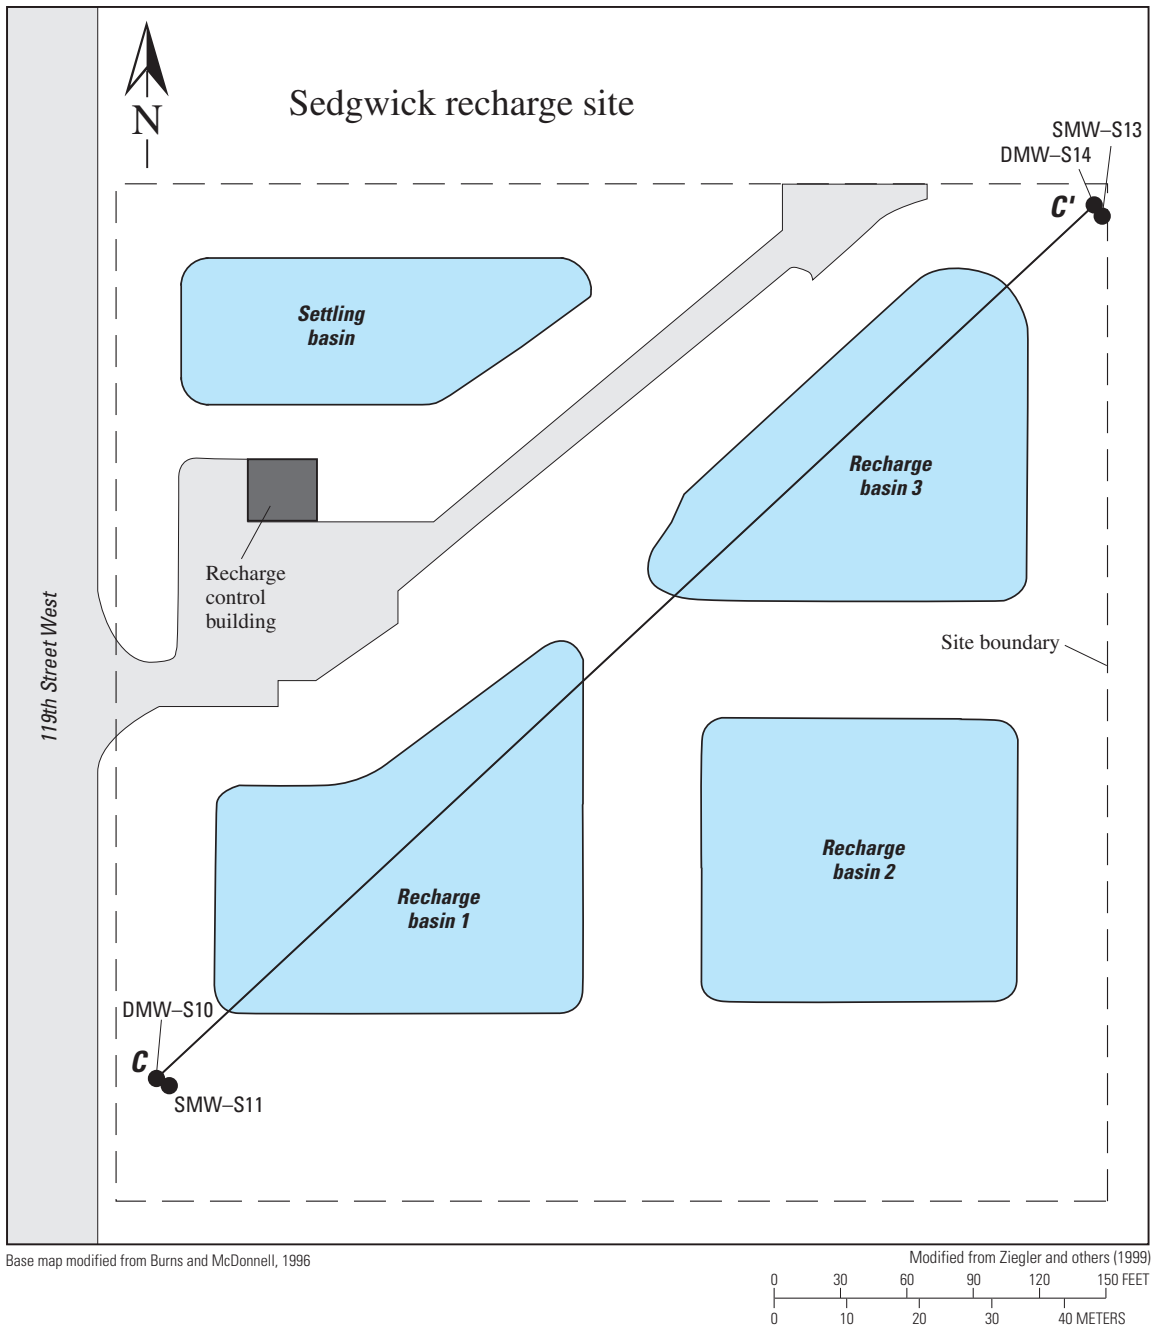 N
Sedgwick recharge site
SMW–S13
DMW–S14
C'
Settling
basin
Recharge
basin 3
Recharge
control
building
119th Street West
Site boundary
Recharge
basin 2
Recharge
basin 1
DMW–S10
C
SMW–S11
Base map modified from Burns and McDonnell, 1996
Modified from Ziegler and others (1999)
0 30 60 90 120 150 FEET
0 10 20 30 40 METERS